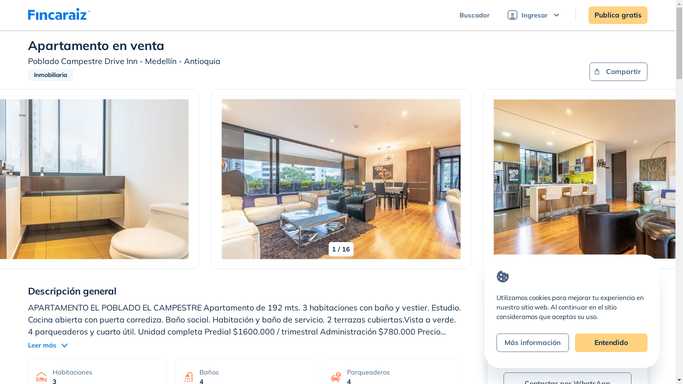 Fincaraiz
Buscador
Ingresar
Publica gratis
Apartamento en venta
Poblado Campestre Drive Inn - Medellín - Antioquia
Inmobiliaria
Compartir
1 / 16
Descripción general
APARTAMENTO EL POBLADO EL CAMPESTRE Apartamento de 192 mts. 3 habitaciones con baño y vestier. Estudio.
Cocina abierta con puerta corrediza. Baño social. Habitación y baño de servicio. 2 terrazas cubiertas.Vista a verde.
4 parqueaderos y cuarto útil. Unidad completa Predial $1600.000 / trimestral Administración $780.000 Precio...
Leer más
Habitaciones
3
Baños
4
Parqueaderos
4
Utilizamos cookies para mejorar tu experiencia en
nuestro sitio web. Al continuar en el sitio
consideramos que aceptas su uso.
Más información
Entendido
Contactar por WhatsApp